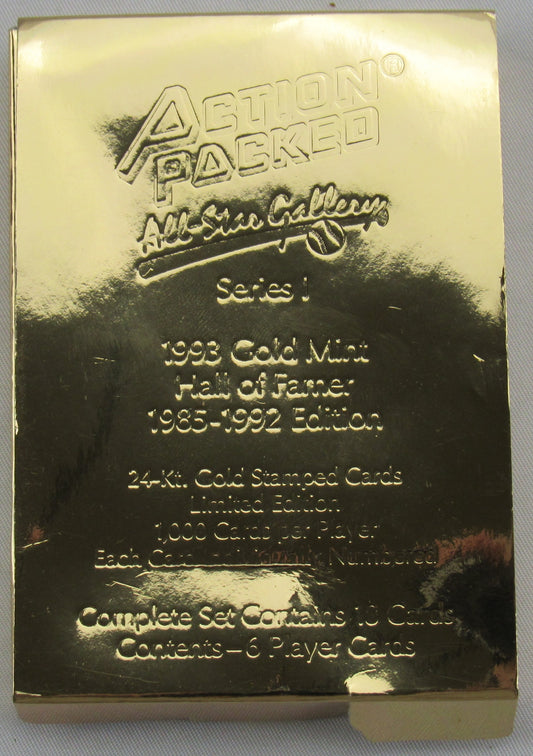 ACTION®
PACKED
All-Star Gallery
Series I
1993 Gold Mint
Hall of Famer
1985-1992 Edition
24-Kt. Gold Stamped Cards
Limited Edition
1,000 Cards per Player
Each Card Individually Numbered
Complete Set Contains 10 Cards
Contents – 6 Player Cards